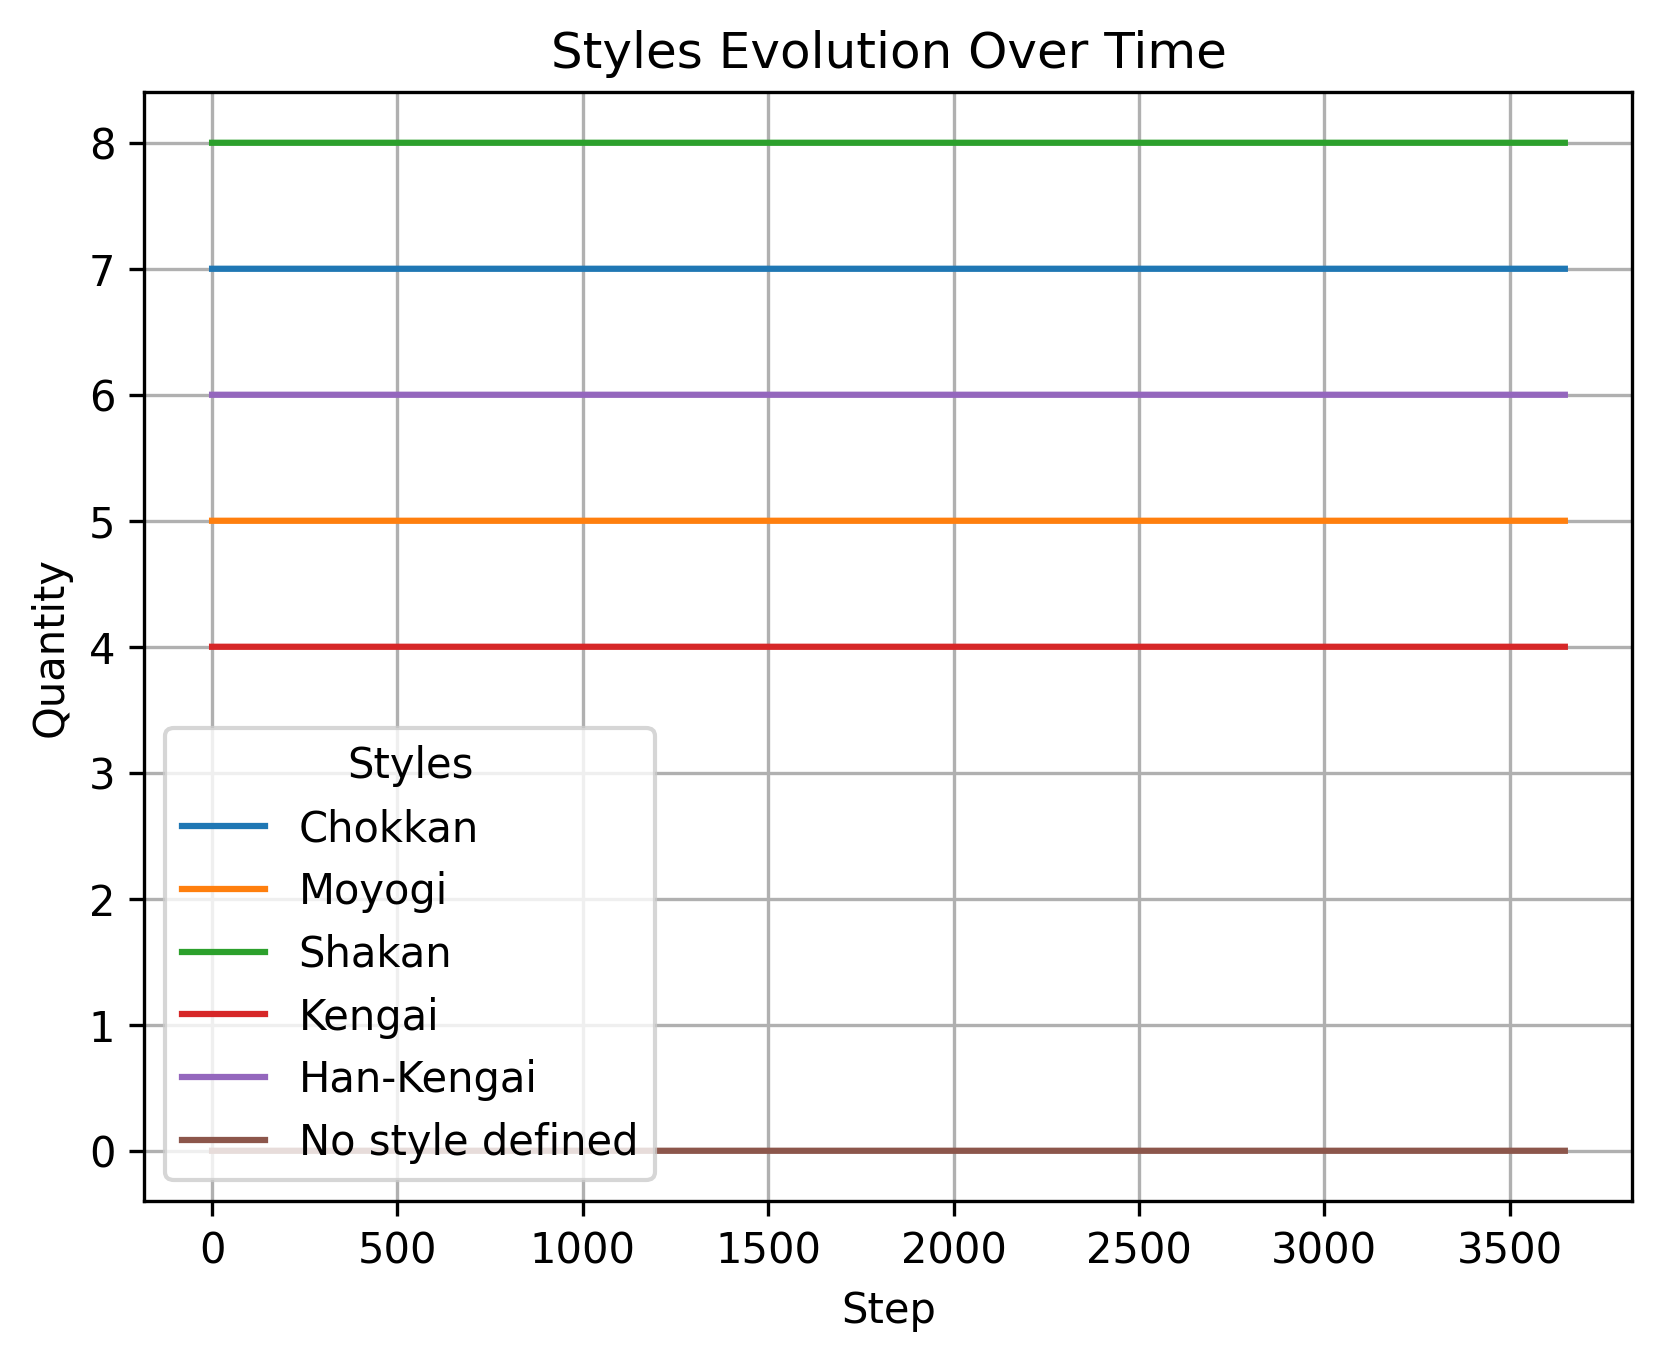 Styles Evolution Over Time
8
7
6
5
4
3
2
1
0
Quantity
Styles
Chokkan
Moyogi
Shakan
Kengai
Han-Kengai
No style defined
0 500 1000 1500 2000 2500 3000 3500
Step